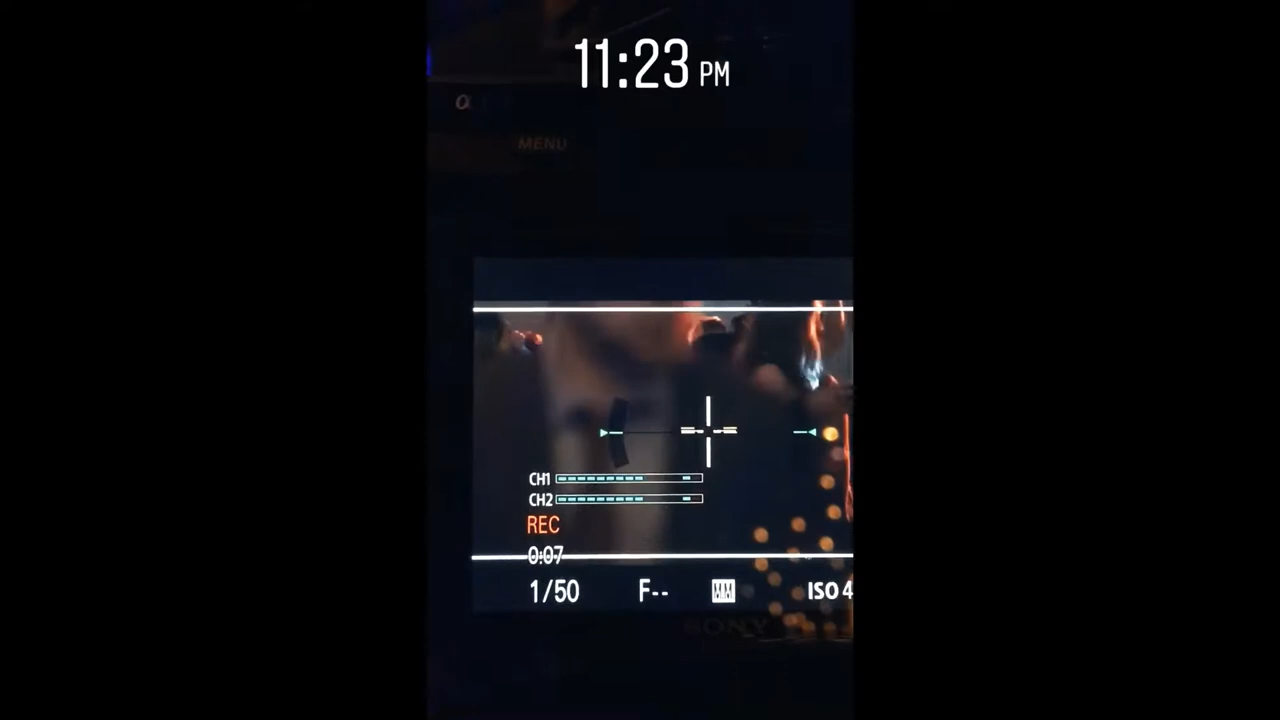 11:23 PM
α
MENU
CH1
CH2
REC
0:07
1/50 F-- ISO 4
SONY